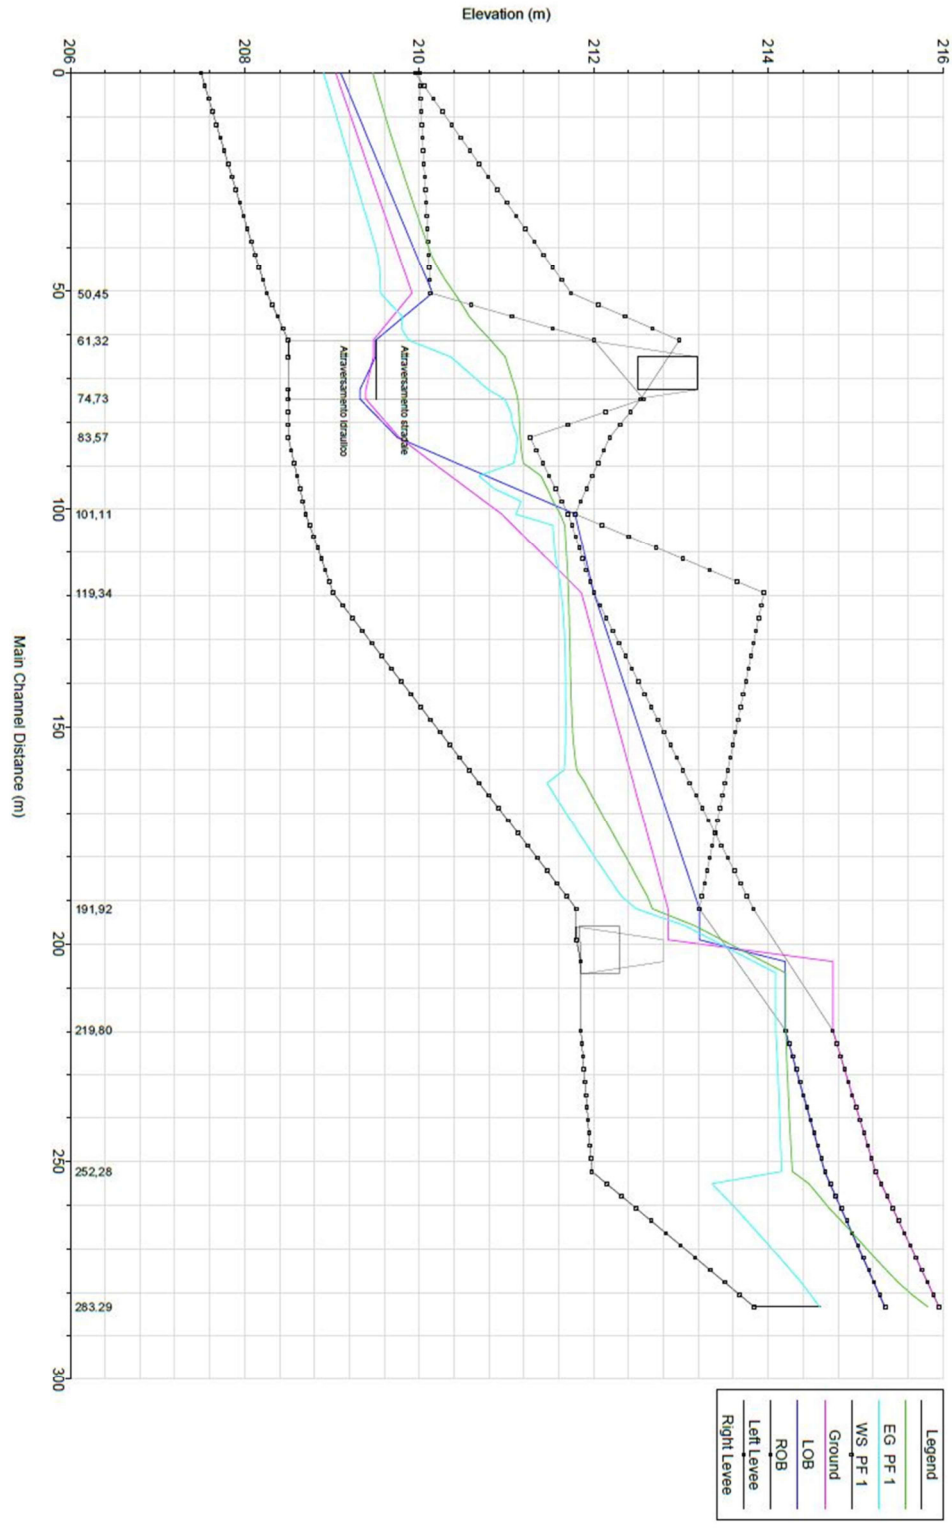 Elevation (m)
206
208
210
212
214
216
0
50
50,45
61,32
74,73
83,57
100
101,11
119,34
150
191,92
200
219,80
250
252,28
283.29
300
Main Channel Distance (m)
Attraversamento stradale
Attraversamento idraulico
Legend
EG PF 1
WS PF 1
Ground
LOB
ROB
Left Levee
Right Levee